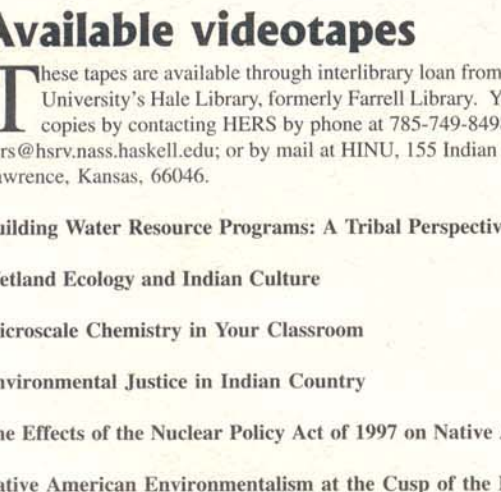 Available videotapes
These tapes are available through interlibrary loan from
University's Hale Library, formerly Farrell Library. Y
copies by contacting HERS by phone at 785-749-849
rs@hsrv.nass.haskell.edu; or by mail at HINU, 155 Indian
awrence, Kansas, 66046.
uilding Water Resource Programs: A Tribal Perspectiv
etland Ecology and Indian Culture
icroscale Chemistry in Your Classroom
nvironmental Justice in Indian Country
he Effects of the Nuclear Policy Act of 1997 on Native
ative American Environmentalism at the Cusp of the